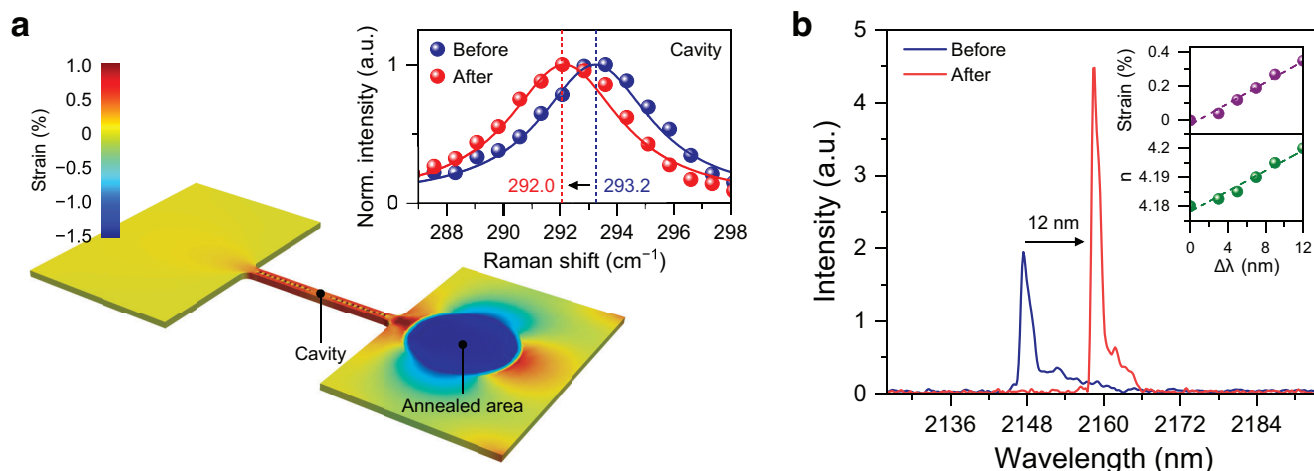 a
Strain (%)
1.0
0.5
0
−0.5
−1.0
−1.5
Cavity
Annealed area
Norm. intensity (a.u.)
1
0
Before
After
Cavity
292.0
293.2
288 290 292 294 296 298
Raman shift (cm⁻¹)
b
Intensity (a.u.)
5
4
3
2
1
0
Before
After
12 nm
2136 2148 2160 2172 2184
Wavelength (nm)
Strain (%)
0.4
0.2
0
n
4.2
4.19
4.18
0 4 8 12
Δλ (nm)